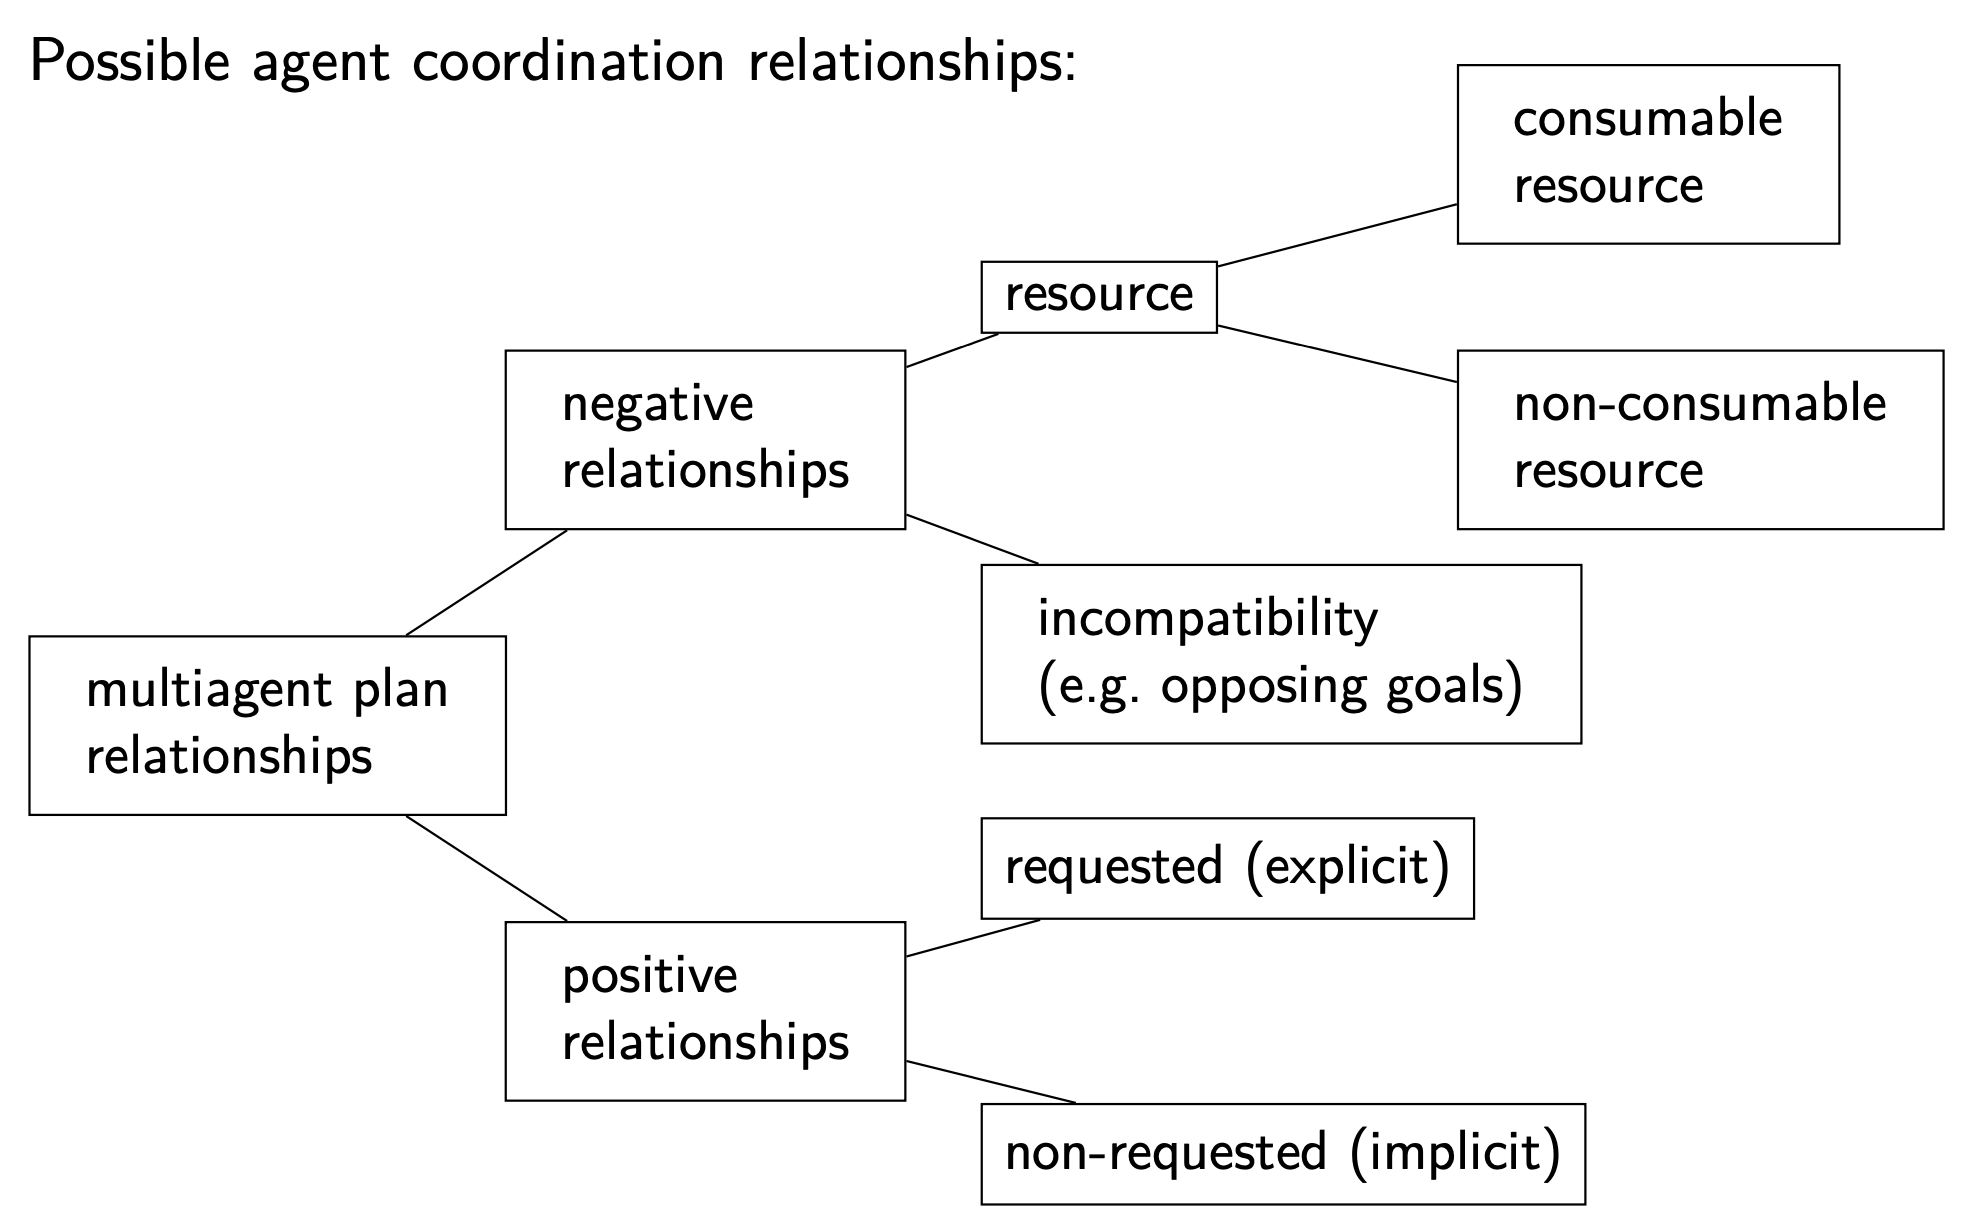 Possible agent coordination relationships:
consumable
resource
resource
non-consumable
resource
negative
relationships
incompatibility
(e.g. opposing goals)
multiagent plan
relationships
requested (explicit)
positive
relationships
non-requested (implicit)